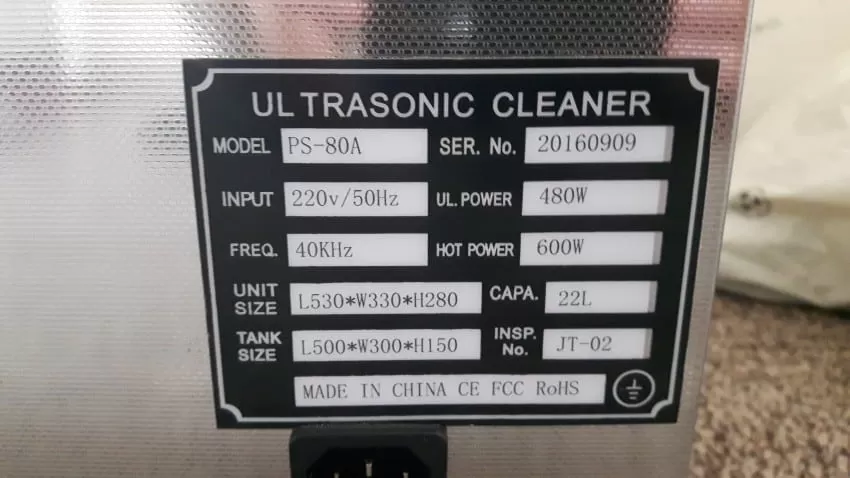 ULTRASONIC CLEANER
MODEL PS-80A SER. No. 20160909
INPUT 220v/50Hz UL.POWER 480W
FREQ. 40KHz HOT POWER 600W
UNIT SIZE L530*W330*H280 CAPA. 22L
TANK SIZE L500*W300*H150 INSP. No. JT-02
MADE IN CHINA CE FCC RoHS